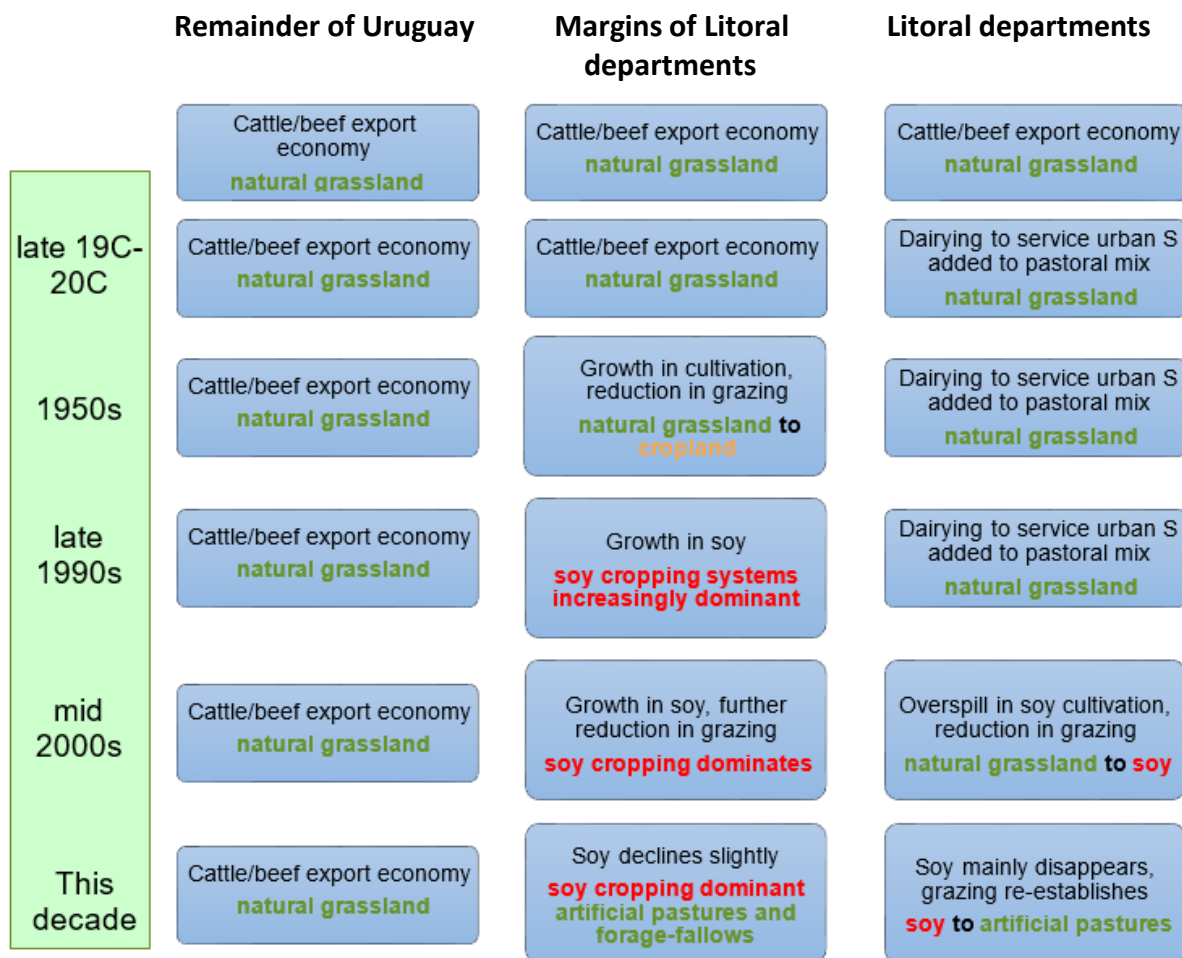 Remainder of Uruguay
Margins of Litoral
departments
Litoral departments
Cattle/beef export
economy
natural grassland
Cattle/beef export economy
natural grassland
Cattle/beef export economy
natural grassland
late 19C-
20C
Cattle/beef export economy
natural grassland
Cattle/beef export economy
natural grassland
Dairying to service urban S
added to pastoral mix
natural grassland
1950s
Cattle/beef export economy
natural grassland
Growth in cultivation,
reduction in grazing
natural grassland to
cropland
Dairying to service urban S
added to pastoral mix
natural grassland
late
1990s
Cattle/beef export economy
natural grassland
Growth in soy
soy cropping systems
increasingly dominant
Dairying to service urban S
added to pastoral mix
natural grassland
mid
2000s
Cattle/beef export economy
natural grassland
Growth in soy, further
reduction in grazing
soy cropping dominates
Overspill in soy cultivation,
reduction in grazing
natural grassland to soy
This
decade
Cattle/beef export economy
natural grassland
Soy declines slightly
soy cropping dominant
artificial pastures and
forage-fallows
Soy mainly disappears,
grazing re-establishes
soy to artificial pastures